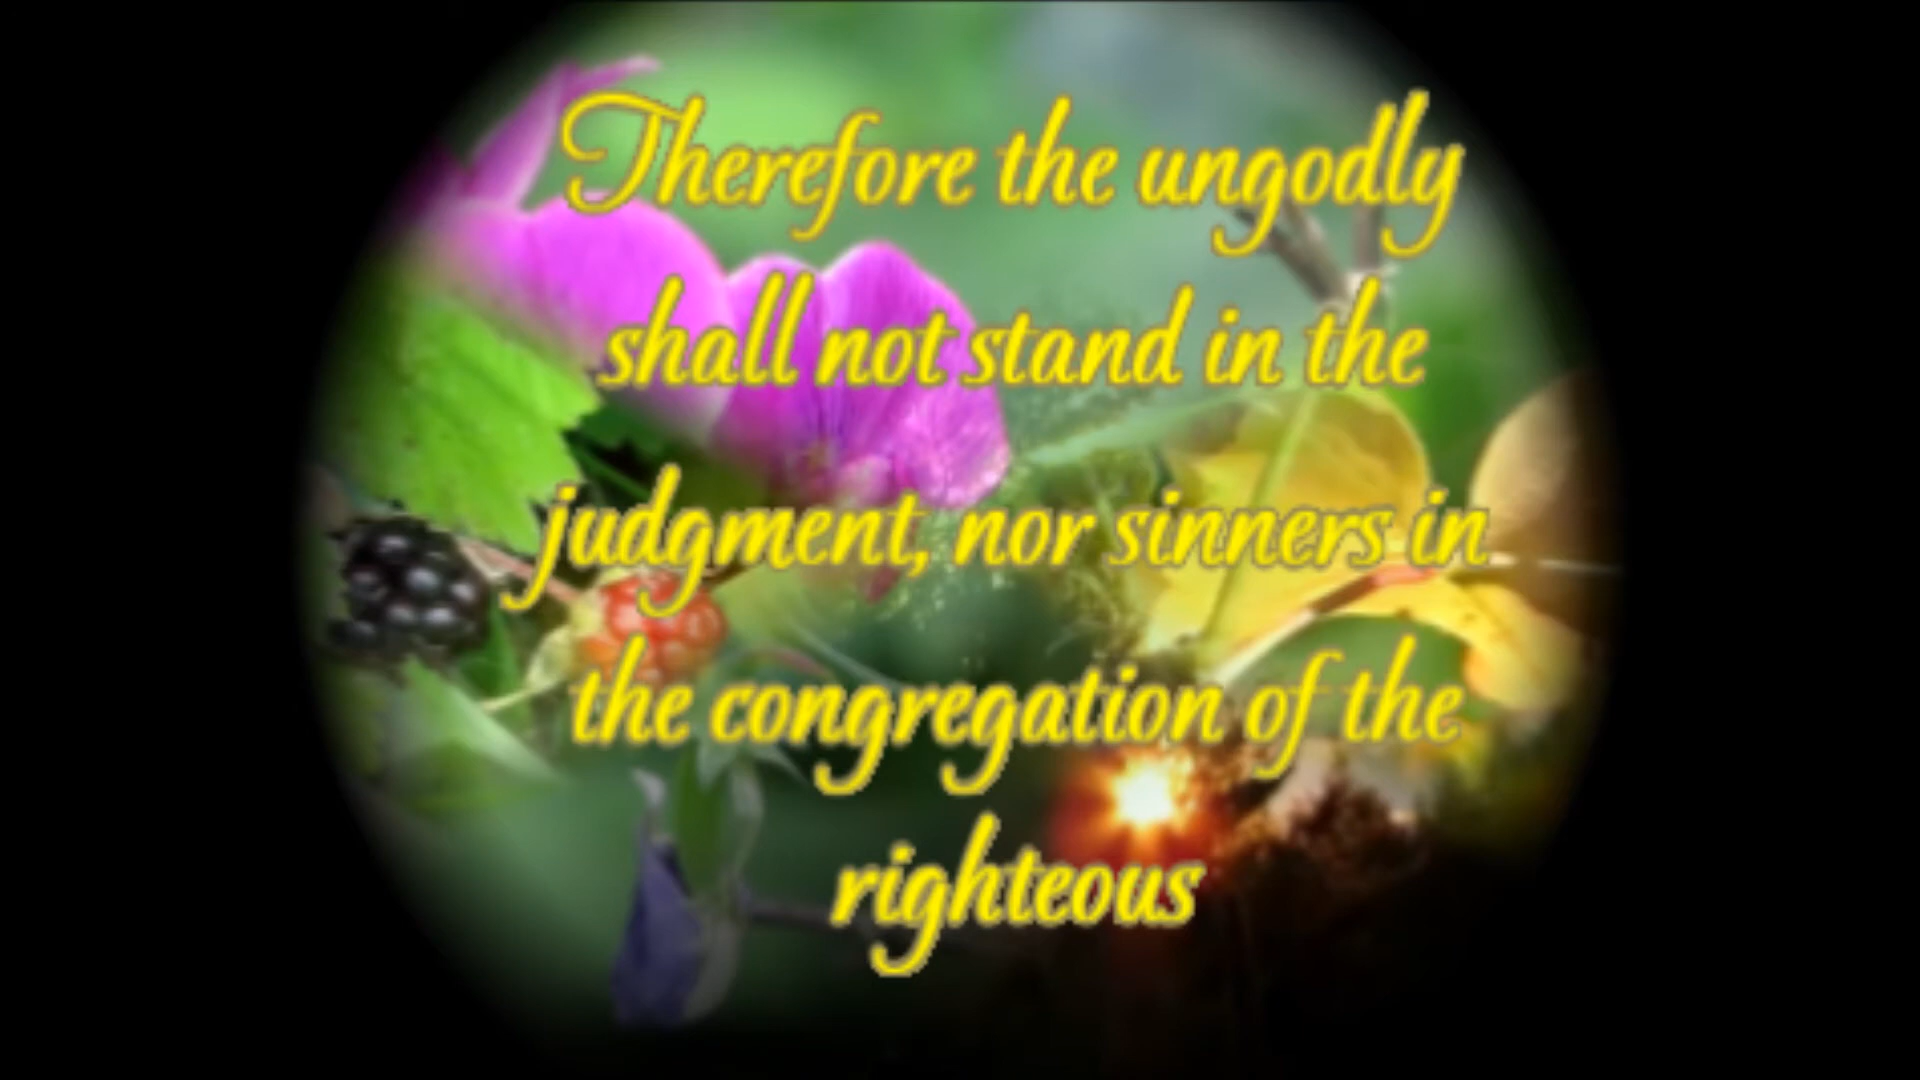 Therefore the ungodly
shall not stand in the
judgment, nor sinners in
the congregation of the
righteous